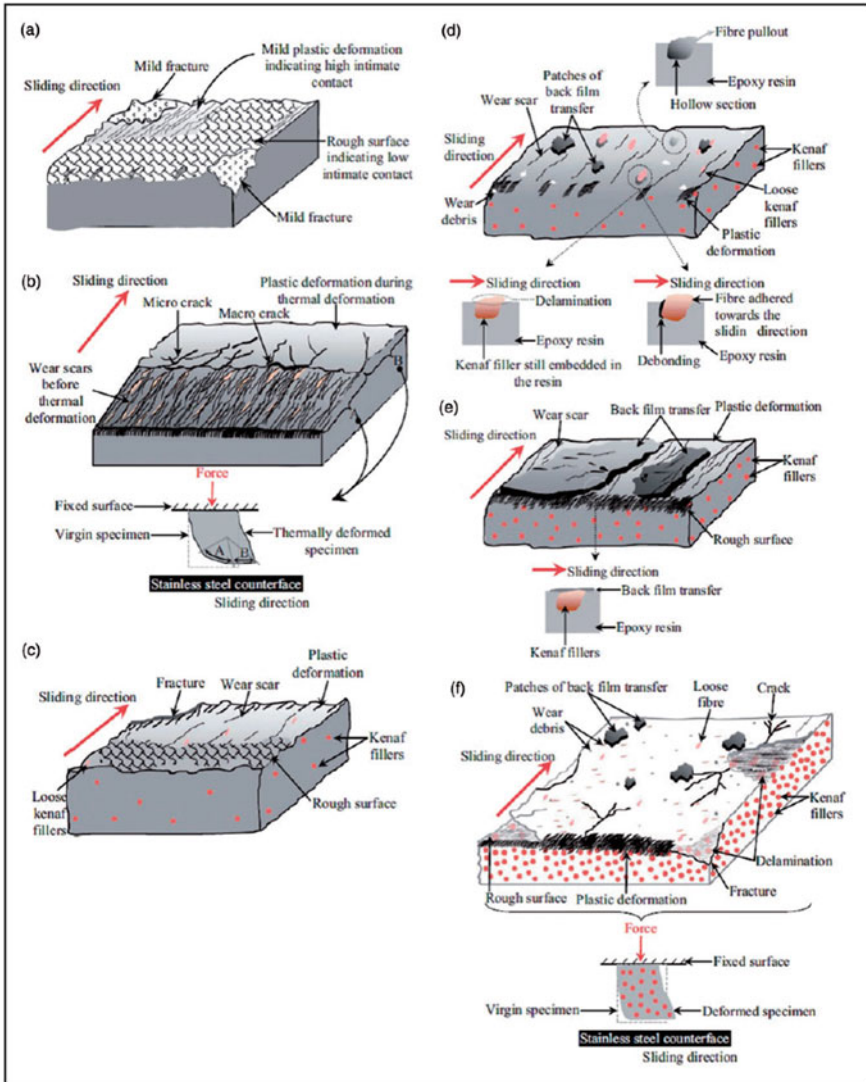 (a)
Mild fracture
Mild plastic deformation
indicating high intimate
contact
Sliding direction
Rough surface
indicating low
intimate contact
Mild fracture
(b)
Sliding direction
Plastic deformation during
thermal deformation
Micro crack
Macro crack
B
Wear scars
before
thermal
deformation
A
Force
Fixed surface
Virgin specimen
Thermally deformed
specimen
A
B
Stainless steel counterface
Sliding direction
(c)
Plastic
deformation
Fracture
Wear scar
Sliding direction
Kenaf
fillers
Loose
kenaf
fillers
Rough surface
(d)
Fibre pullout
Epoxy resin
Hollow section
Patches of
back film
transfer
Wear scar
Sliding
direction
Kenaf
fillers
Wear
debris
Loose
kenaf
fillers
Plastic
deformation
Sliding direction
Delamination
Epoxy resin
Kenaf filler still embedded in
the resin
Sliding direction
Fibre adhered
towards the
slidin direction
Debonding
Epoxy resin
(e)
Wear scar
Back film transfer
Plastic deformation
Sliding direction
Kenaf
fillers
Rough surface
Sliding direction
Back film transfer
Epoxy resin
Kenaf fillers
(f)
Patches of back film transfer
Loose
fibre
Crack
Wear
debris
Sliding direction
Kenaf
fillers
Delamination
Fracture
Rough surface
Plastic deformation
Force
Fixed surface
Virgin specimen
Deformed specimen
Stainless steel counterface
Sliding direction